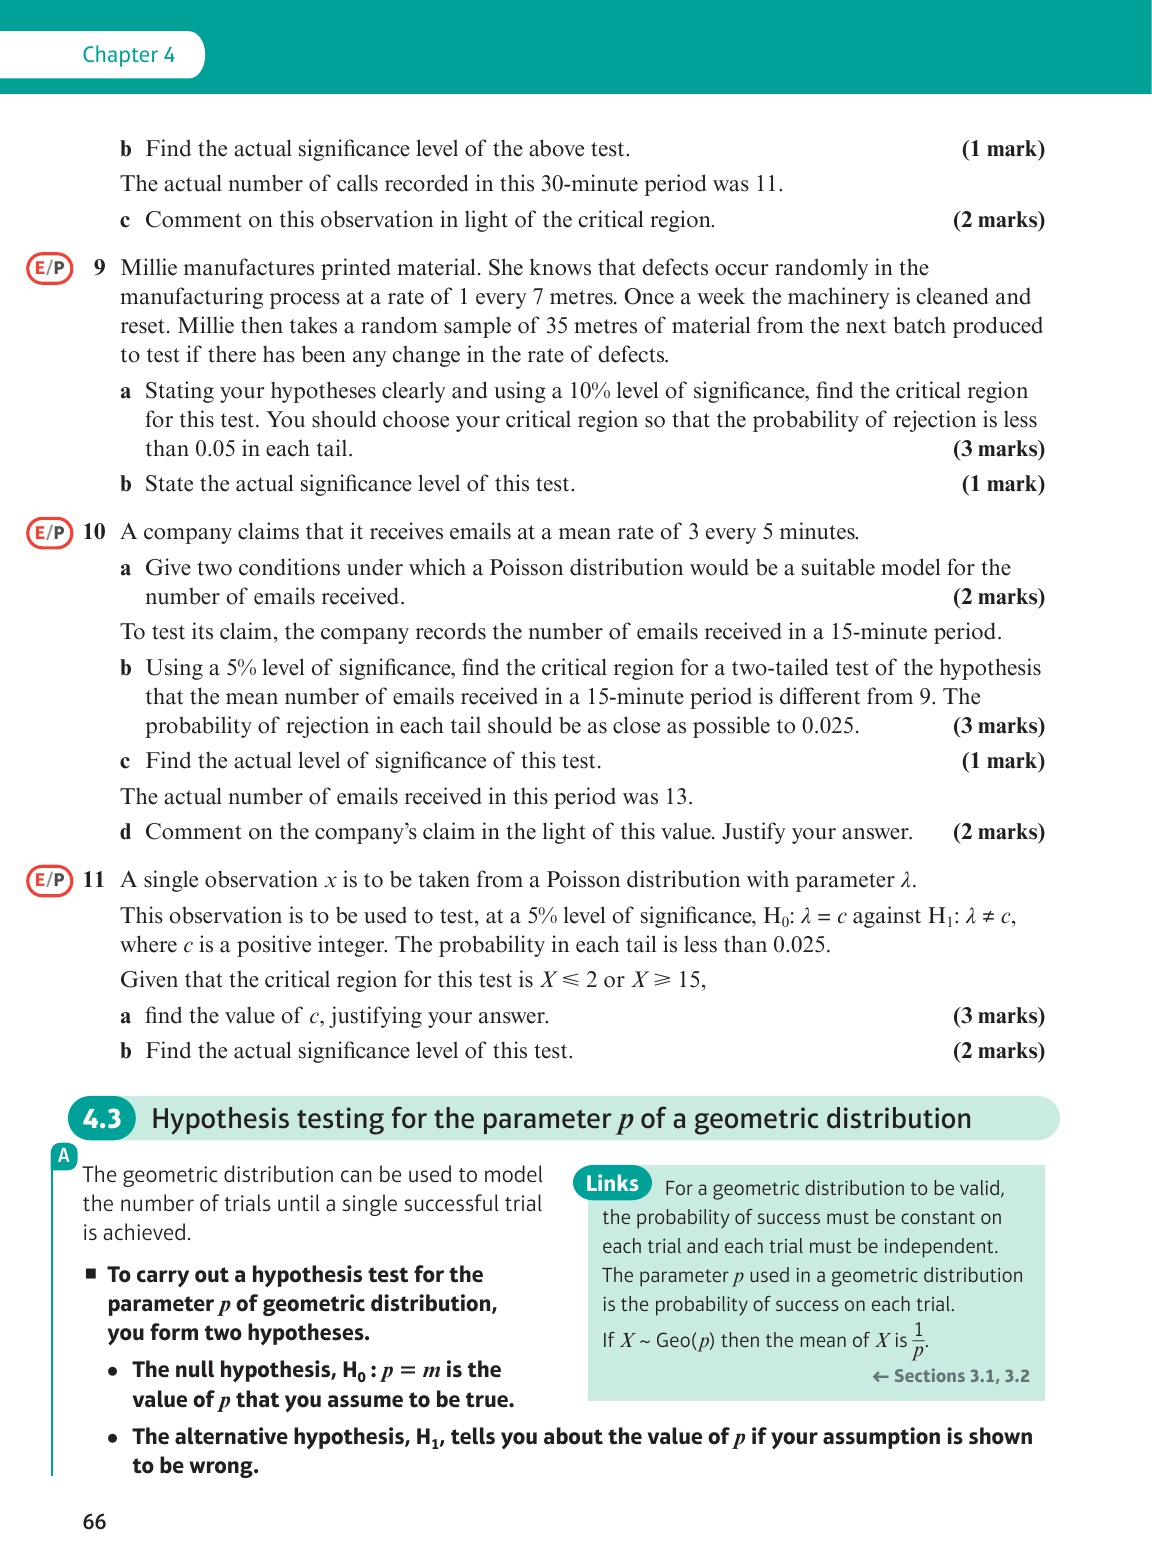 Chapter 4
b Find the actual significance level of the above test. (1 mark)
The actual number of calls recorded in this 30-minute period was 11.
c Comment on this observation in light of the critical region. (2 marks)
E/P 9 Millie manufactures printed material. She knows that defects occur randomly in the
manufacturing process at a rate of 1 every 7 metres. Once a week the machinery is cleaned and
reset. Millie then takes a random sample of 35 metres of material from the next batch produced
to test if there has been any change in the rate of defects.
a Stating your hypotheses clearly and using a 10% level of significance, find the critical region
for this test. You should choose your critical region so that the probability of rejection is less
than 0.05 in each tail. (3 marks)
b State the actual significance level of this test. (1 mark)
E/P 10 A company claims that it receives emails at a mean rate of 3 every 5 minutes.
a Give two conditions under which a Poisson distribution would be a suitable model for the
number of emails received. (2 marks)
To test its claim, the company records the number of emails received in a 15-minute period.
b Using a 5% level of significance, find the critical region for a two-tailed test of the hypothesis
that the mean number of emails received in a 15-minute period is different from 9. The
probability of rejection in each tail should be as close as possible to 0.025. (3 marks)
c Find the actual level of significance of this test. (1 mark)
The actual number of emails received in this period was 13.
d Comment on the company's claim in the light of this value. Justify your answer. (2 marks)
E/P 11 A single observation x is to be taken from a Poisson distribution with parameter λ.
This observation is to be used to test, at a 5% level of significance, H₀: λ = c against H₁: λ ≠ c,
where c is a positive integer. The probability in each tail is less than 0.025.
Given that the critical region for this test is X ⩽ 2 or X ⩾ 15,
a find the value of c, justifying your answer. (3 marks)
b Find the actual significance level of this test. (2 marks)
4.3 Hypothesis testing for the parameter p of a geometric distribution
A
The geometric distribution can be used to model
the number of trials until a single successful trial
is achieved.
■ To carry out a hypothesis test for the
parameter p of geometric distribution,
you form two hypotheses.
• The null hypothesis, H₀ : p = m is the
value of p that you assume to be true.
Links For a geometric distribution to be valid,
the probability of success must be constant on
each trial and each trial must be independent.
The parameter p used in a geometric distribution
is the probability of success on each trial.
If X ~ Geo(p) then the mean of X is 1/p.
← Sections 3.1, 3.2
• The alternative hypothesis, H₁, tells you about the value of p if your assumption is shown
to be wrong.
66